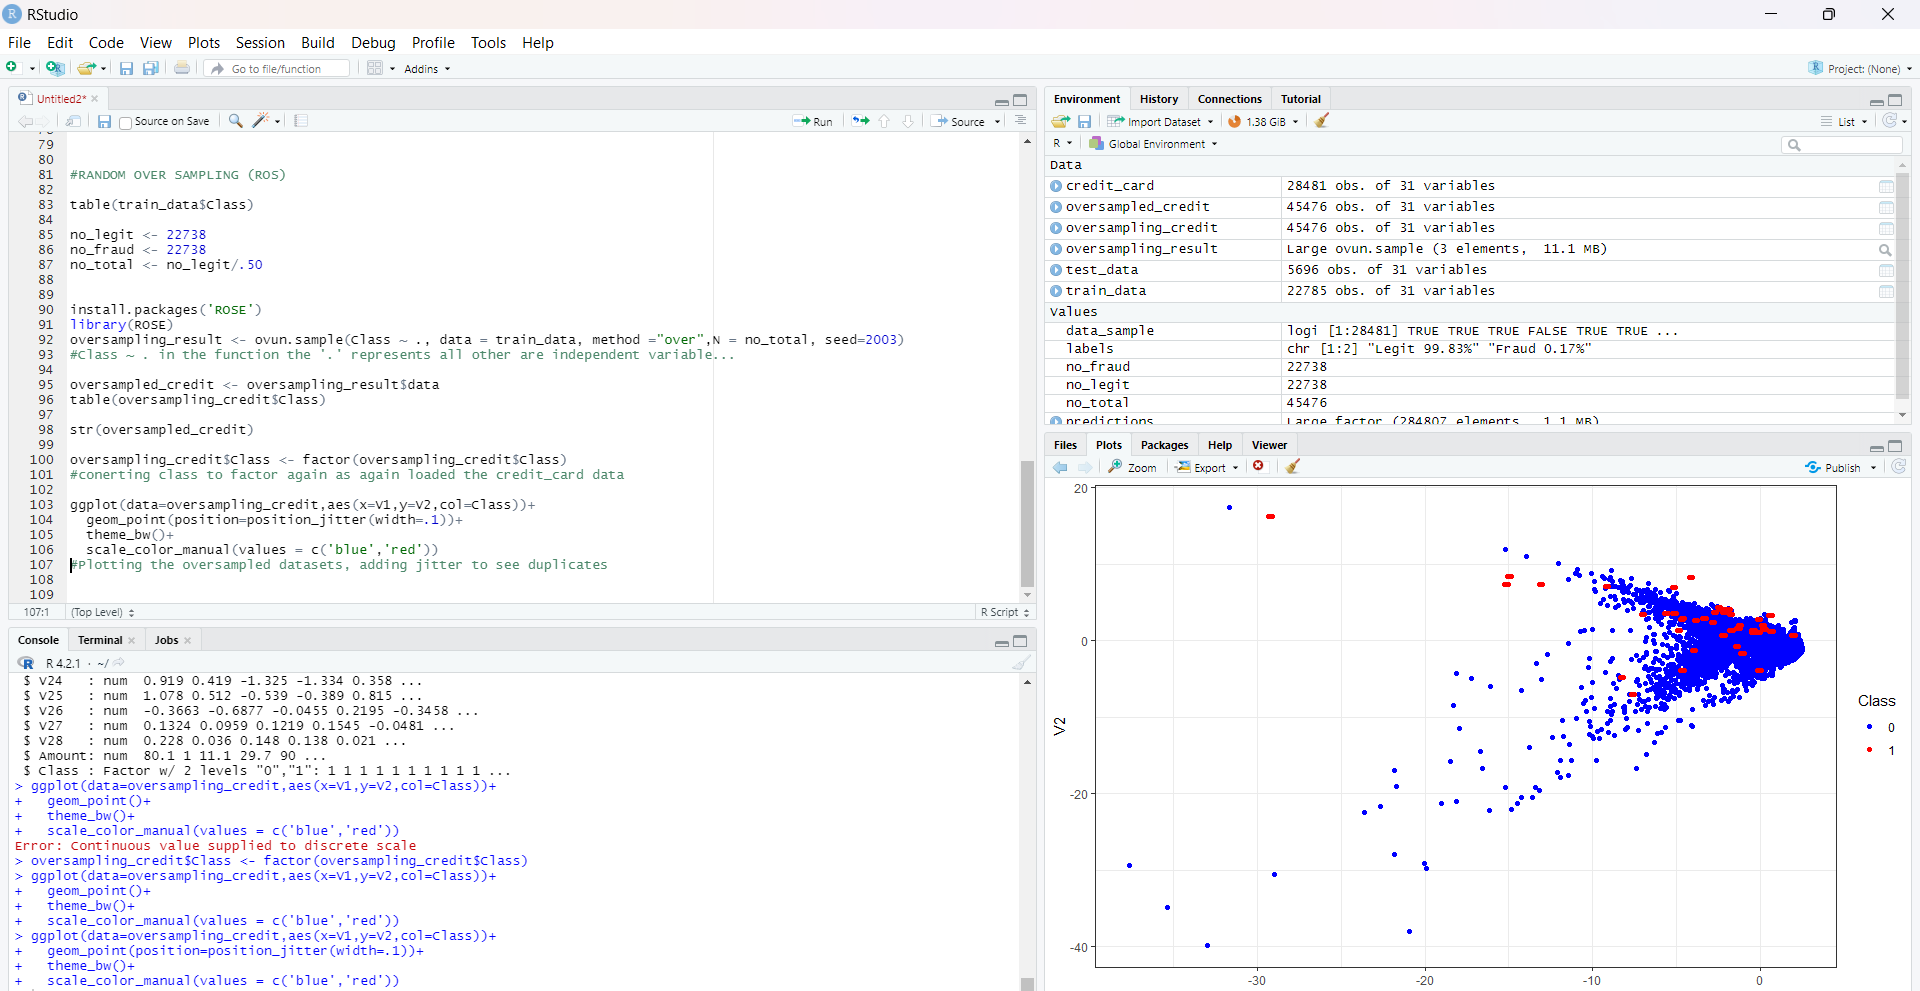 RStudio
File Edit Code View Plots Session Build Debug Profile Tools Help
Go to file/function Addins Project: (None)
Untitled2*
Source on Save Run Source
79
80
81 #RANDOM OVER SAMPLING (ROS)
82
83 table(train_data$Class)
84
85 no_legit <- 22738
86 no_fraud <- 22738
87 no_total <- no_legit/.50
88
89
90 install.packages('ROSE')
91 library(ROSE)
92 oversampling_result <- ovun.sample(Class ~ ., data = train_data, method ="over",N = no_total, seed=2003)
93 #Class ~ . in the function the '.' represents all other are independent variable...
94
95 oversampled_credit <- oversampling_result$data
96 table(oversampling_credit$Class)
97
98 str(oversampled_credit)
99
100 oversampling_credit$Class <- factor(oversampling_credit$Class)
101 #conerting class to factor again as again loaded the credit_card data
102
103 ggplot(data=oversampling_credit,aes(x=V1,y=V2,col=Class))+
104 geom_point(position=position_jitter(width=.1))+
105 theme_bw()+
106 scale_color_manual(values = c('blue','red'))
107 #Plotting the oversampled datasets, adding jitter to see duplicates
108
109
107:1 (Top Level) R Script
Console Terminal Jobs
R 4.2.1 · ~/
$ V24 : num 0.919 0.419 -1.325 -1.334 0.358 ...
$ V25 : num 1.078 0.512 -0.539 -0.389 0.815 ...
$ V26 : num -0.3663 -0.6877 -0.0455 0.2195 -0.3458 ...
$ V27 : num 0.1324 0.0959 0.1219 0.1545 -0.0481 ...
$ V28 : num 0.228 0.036 0.148 0.138 0.021 ...
$ Amount: num 80.1 1 11.1 29.7 90 ...
$ Class : Factor w/ 2 levels "0","1": 1 1 1 1 1 1 1 1 1 1 ...
> ggplot(data=oversampling_credit,aes(x=V1,y=V2,col=Class))+
+ geom_point()+
+ theme_bw()+
+ scale_color_manual(values = c('blue','red'))
Error: Continuous value supplied to discrete scale
> oversampling_credit$Class <- factor(oversampling_credit$Class)
> ggplot(data=oversampling_credit,aes(x=V1,y=V2,col=Class))+
+ geom_point()+
+ theme_bw()+
+ scale_color_manual(values = c('blue','red'))
> ggplot(data=oversampling_credit,aes(x=V1,y=V2,col=Class))+
+ geom_point(position=position_jitter(width=.1))+
+ theme_bw()+
+ scale_color_manual(values = c('blue','red'))
Environment History Connections Tutorial
Import Dataset 1.38 GiB List
R Global Environment
Data
credit_card 28481 obs. of 31 variables
oversampled_credit 45476 obs. of 31 variables
oversampling_credit 45476 obs. of 31 variables
oversampling_result Large ovun.sample (3 elements, 11.1 MB)
test_data 5696 obs. of 31 variables
train_data 22785 obs. of 31 variables
Values
data_sample logi [1:28481] TRUE TRUE TRUE FALSE TRUE TRUE ...
labels chr [1:2] "Legit 99.83%" "Fraud 0.17%"
no_fraud 22738
no_legit 22738
no_total 45476
predictions Large factor (284807 elements, 1.1 MB)
Files Plots Packages Help Viewer
Zoom Export Publish
20
0
-20
-40
V2
-30 -20 -10 0
Class
0
1